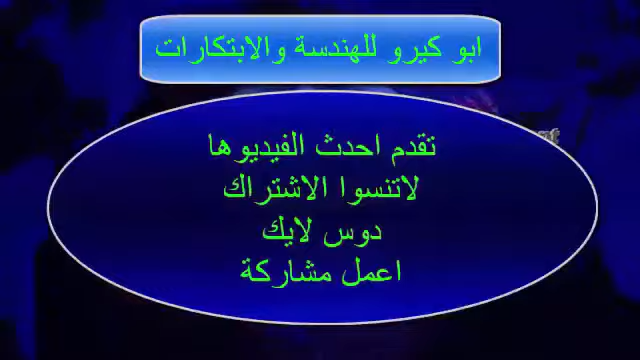 ابو كيرو للهندسة والابتكارات
تقدم احدث الفيديوها
لاتنسوا الاشتراك
دوس لايك
اعمل مشاركة